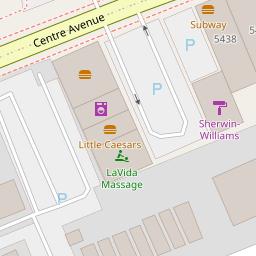 Subway
Centre Avenue
5438
P
P
Sherwin-
Williams
Little Caesars
LaVida
Massage
P